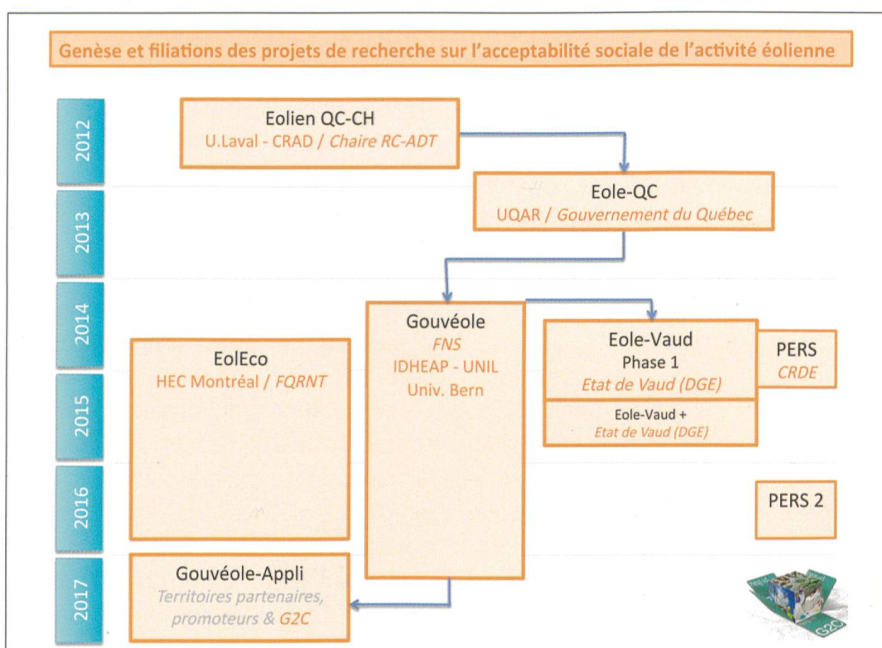 Genèse et filiations des projets de recherche sur l'acceptabilité sociale de l'activité éolienne
2012
Eolien QC-CH
U.Laval - CRAD / Chaire RC-ADT
2013
Eole-QC
UQAR / Gouvernement du Québec
2014
Gouvéole
FNS
IDHEAP - UNIL
Univ. Bern
Eole-Vaud
Phase 1
Etat de Vaud (DGE)
PERS
CRDE
EolEco
HEC Montréal / FQRNT
2015
Eole-Vaud +
Etat de Vaud (DGE)
2016
PERS 2
2017
Gouvéole-Appli
Territoires partenaires,
promoteurs & G2C
G2C